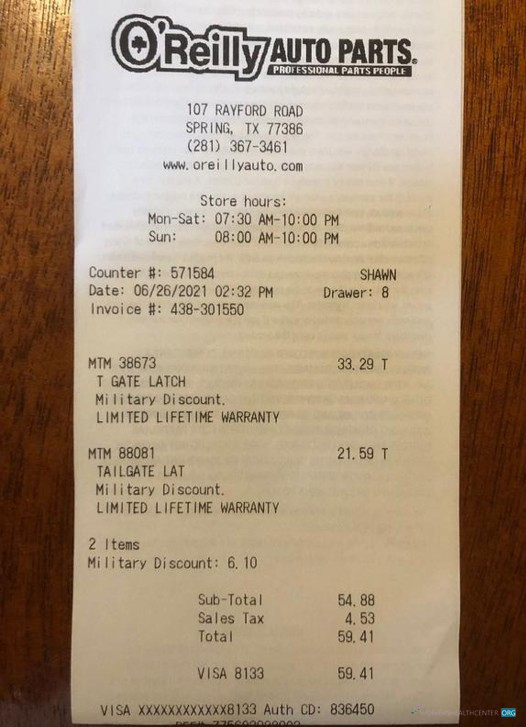 O'Reilly AUTO PARTS®
PROFESSIONAL PARTS PEOPLE
107 RAYFORD ROAD
SPRING, TX 77386
(281) 367-3461
www.oreillyauto.com
Store hours:
Mon-Sat: 07:30 AM-10:00 PM
Sun: 08:00 AM-10:00 PM
Counter #: 571584 SHAWN
Date: 06/26/2021 02:32 PM Drawer: 8
Invoice #: 438-301550
MTM 38673 33.29 T
T GATE LATCH
Military Discount.
LIMITED LIFETIME WARRANTY
MTM 88081 21.59 T
TAILGATE LAT
Military Discount.
LIMITED LIFETIME WARRANTY
2 Items
Military Discount: 6.10
Sub-Total 54.88
Sales Tax 4.53
Total 59.41
VISA 8133 59.41
VISA XXXXXXXXXXXX8133 Auth CD: 836450
ORG